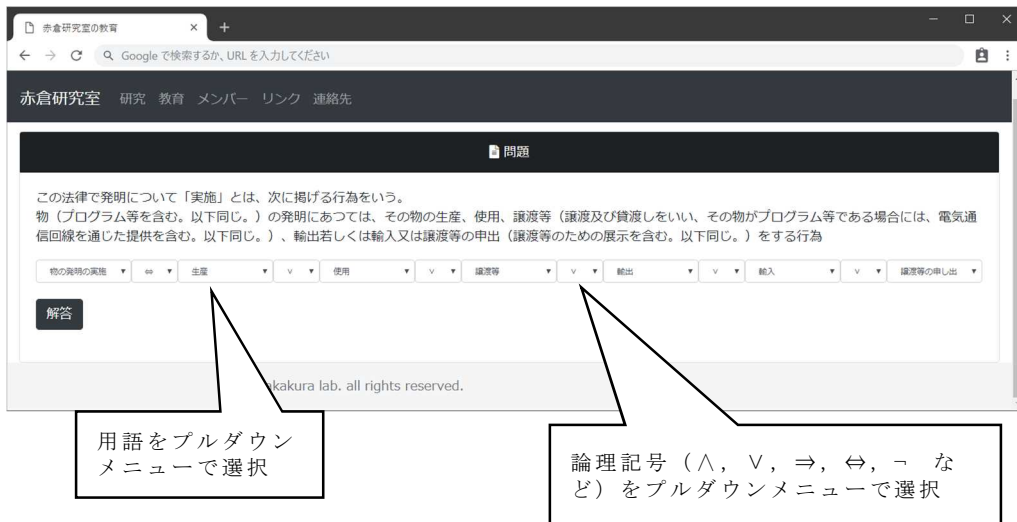 赤倉研究室の教育
Google で検索するか、URL を入力してください
赤倉研究室 研究 教育 メンバー リンク 連絡先
問題
この法律で発明について「実施」とは、次に掲げる行為をいう。
物（プログラム等を含む。以下同じ。）の発明にあつては、その物の生産、使用、譲渡等（譲渡及び貸渡しをいい、その物がプログラム等である場合には、電気通
信回線を通じた提供を含む。以下同じ。）、輸出若しくは輸入又は譲渡等の申出（譲渡等のための展示を含む。以下同じ。）をする行為
物の発明の実施 ⇔ 生産 ∨ 使用 ∨ 譲渡等 ∨ 輸出 ∨ 輸入 ∨ 譲渡等の申し出
解答
akakura lab. all rights reserved.
用語をプルダウン
メニューで選択
論理記号（∧，∨，⇒，⇔，¬ な
ど）をプルダウンメニューで選択